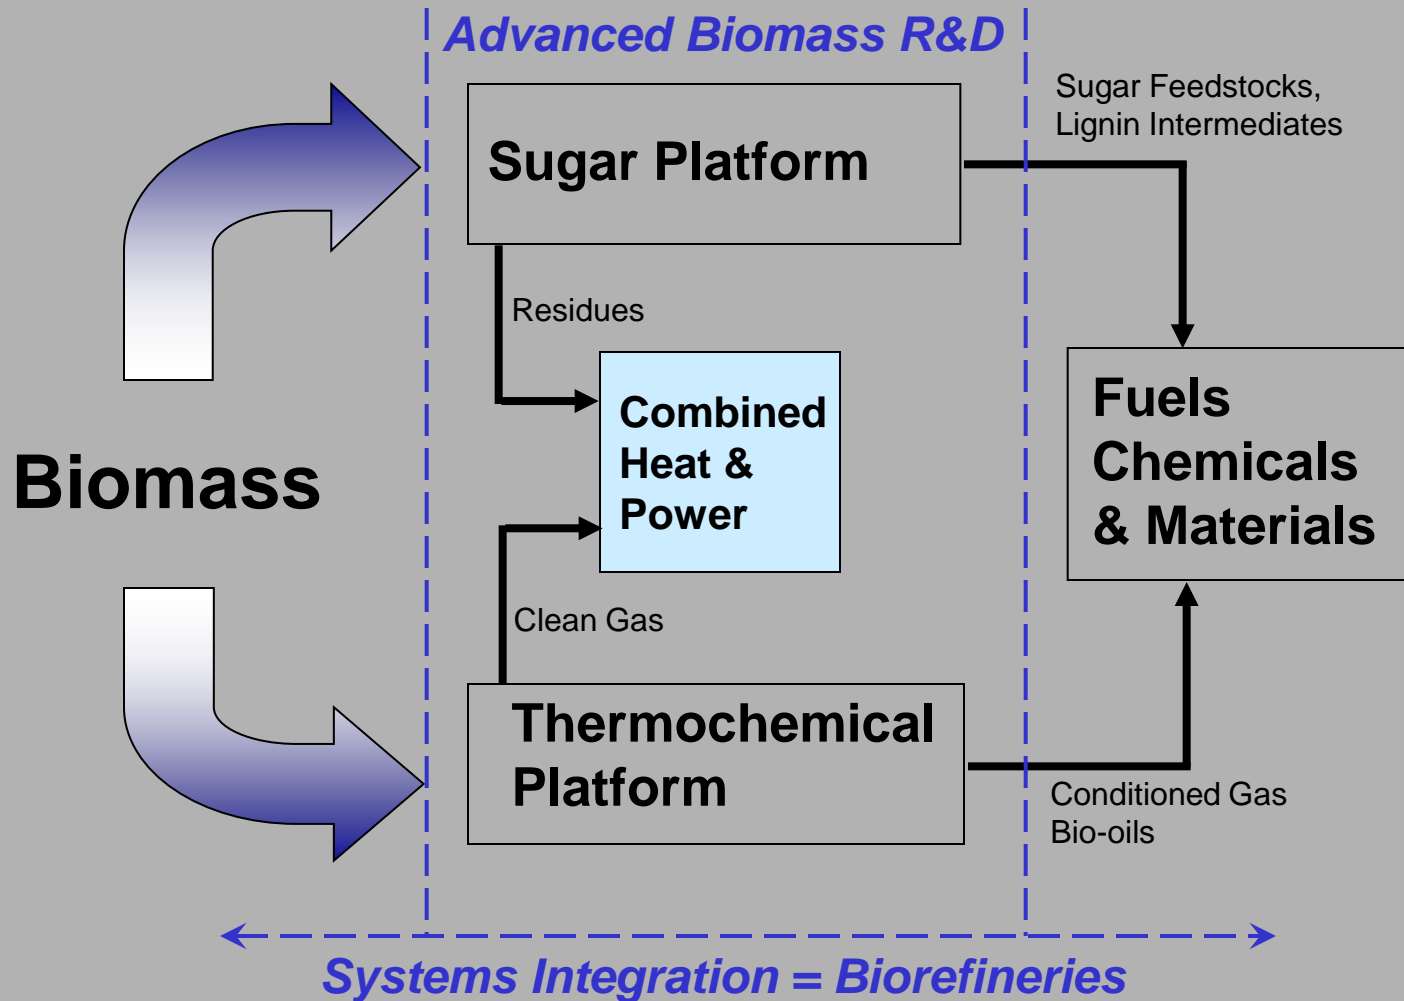 Advanced Biomass R&D
Sugar Feedstocks,
Lignin Intermediates
Sugar Platform
Residues
Combined
Heat &
Power
Fuels
Chemicals
& Materials
Biomass
Clean Gas
Thermochemical
Platform
Conditioned Gas
Bio-oils
Systems Integration = Biorefineries